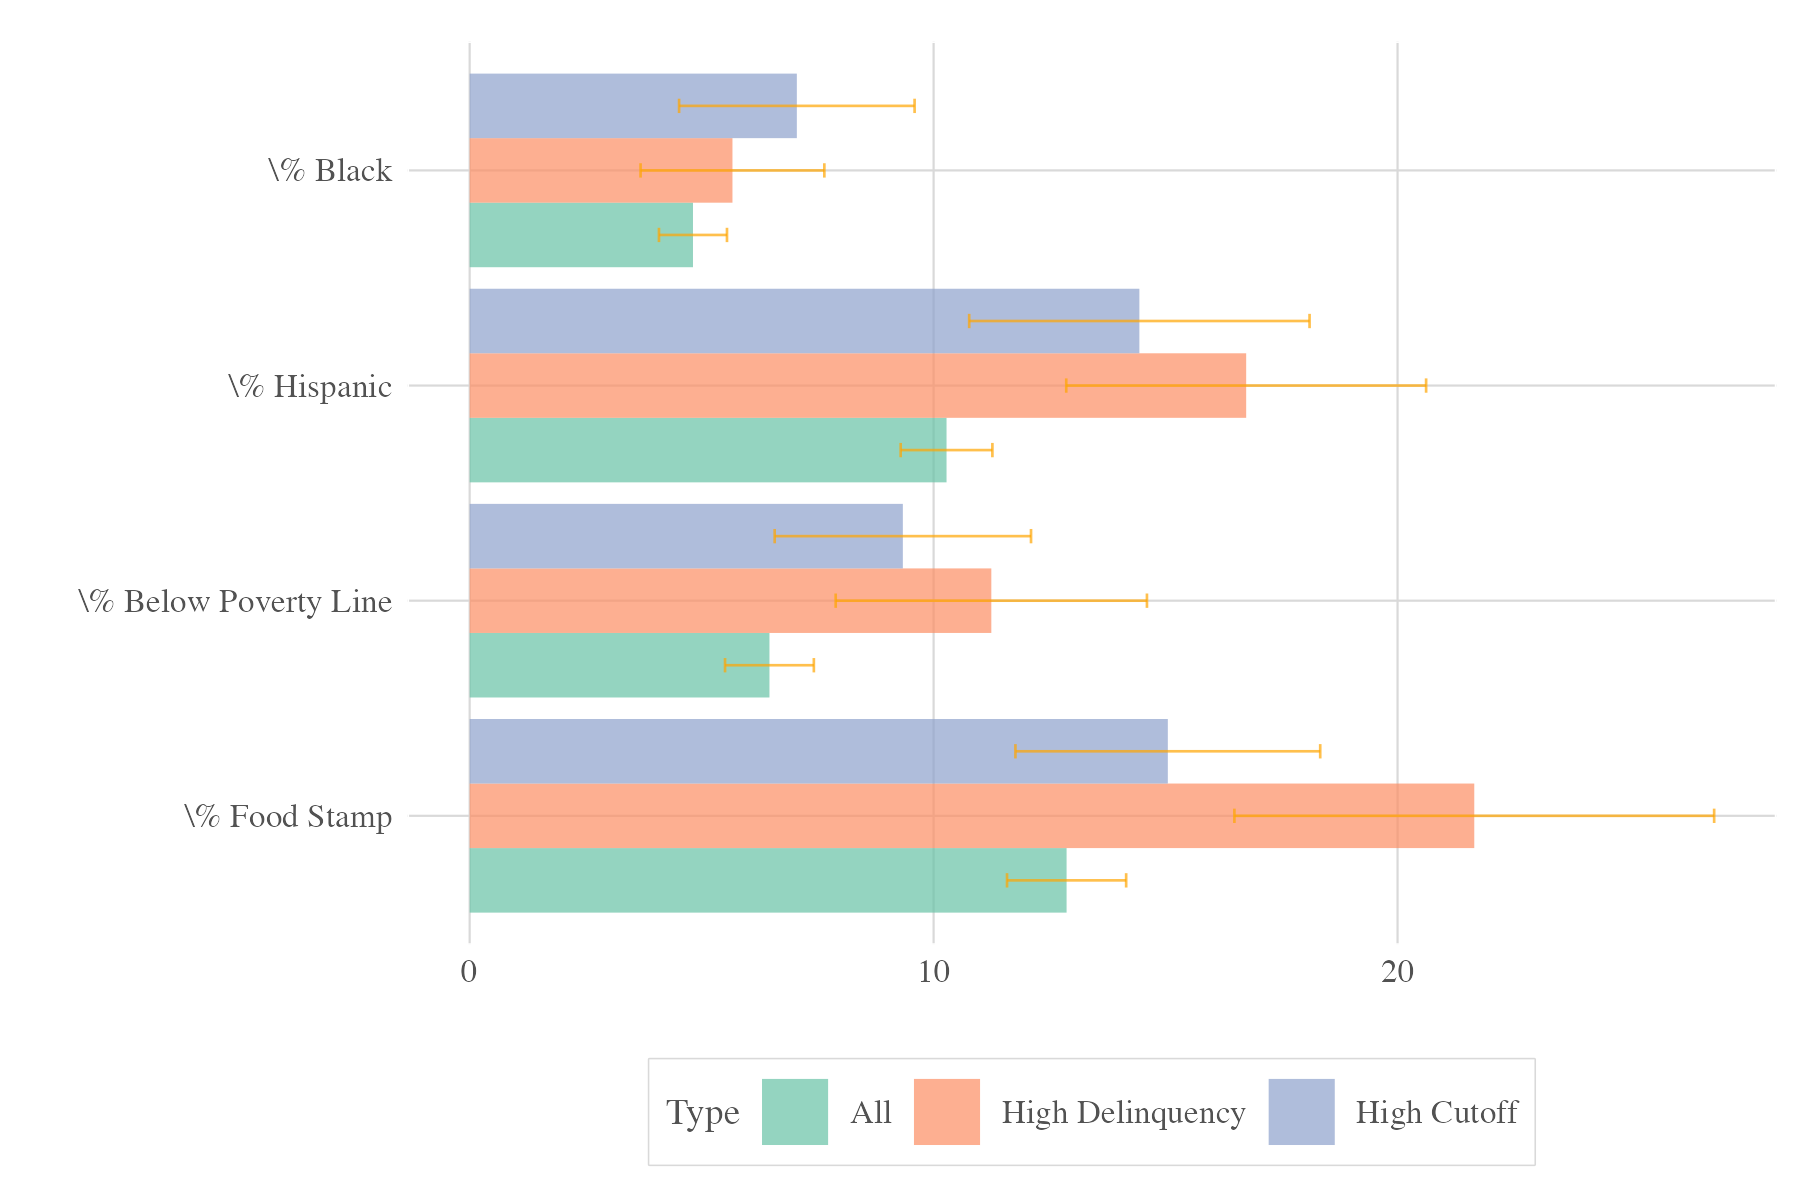 \% Black
\% Hispanic
\% Below Poverty Line
\% Food Stamp
0 10 20
Type All High Delinquency High Cutoff